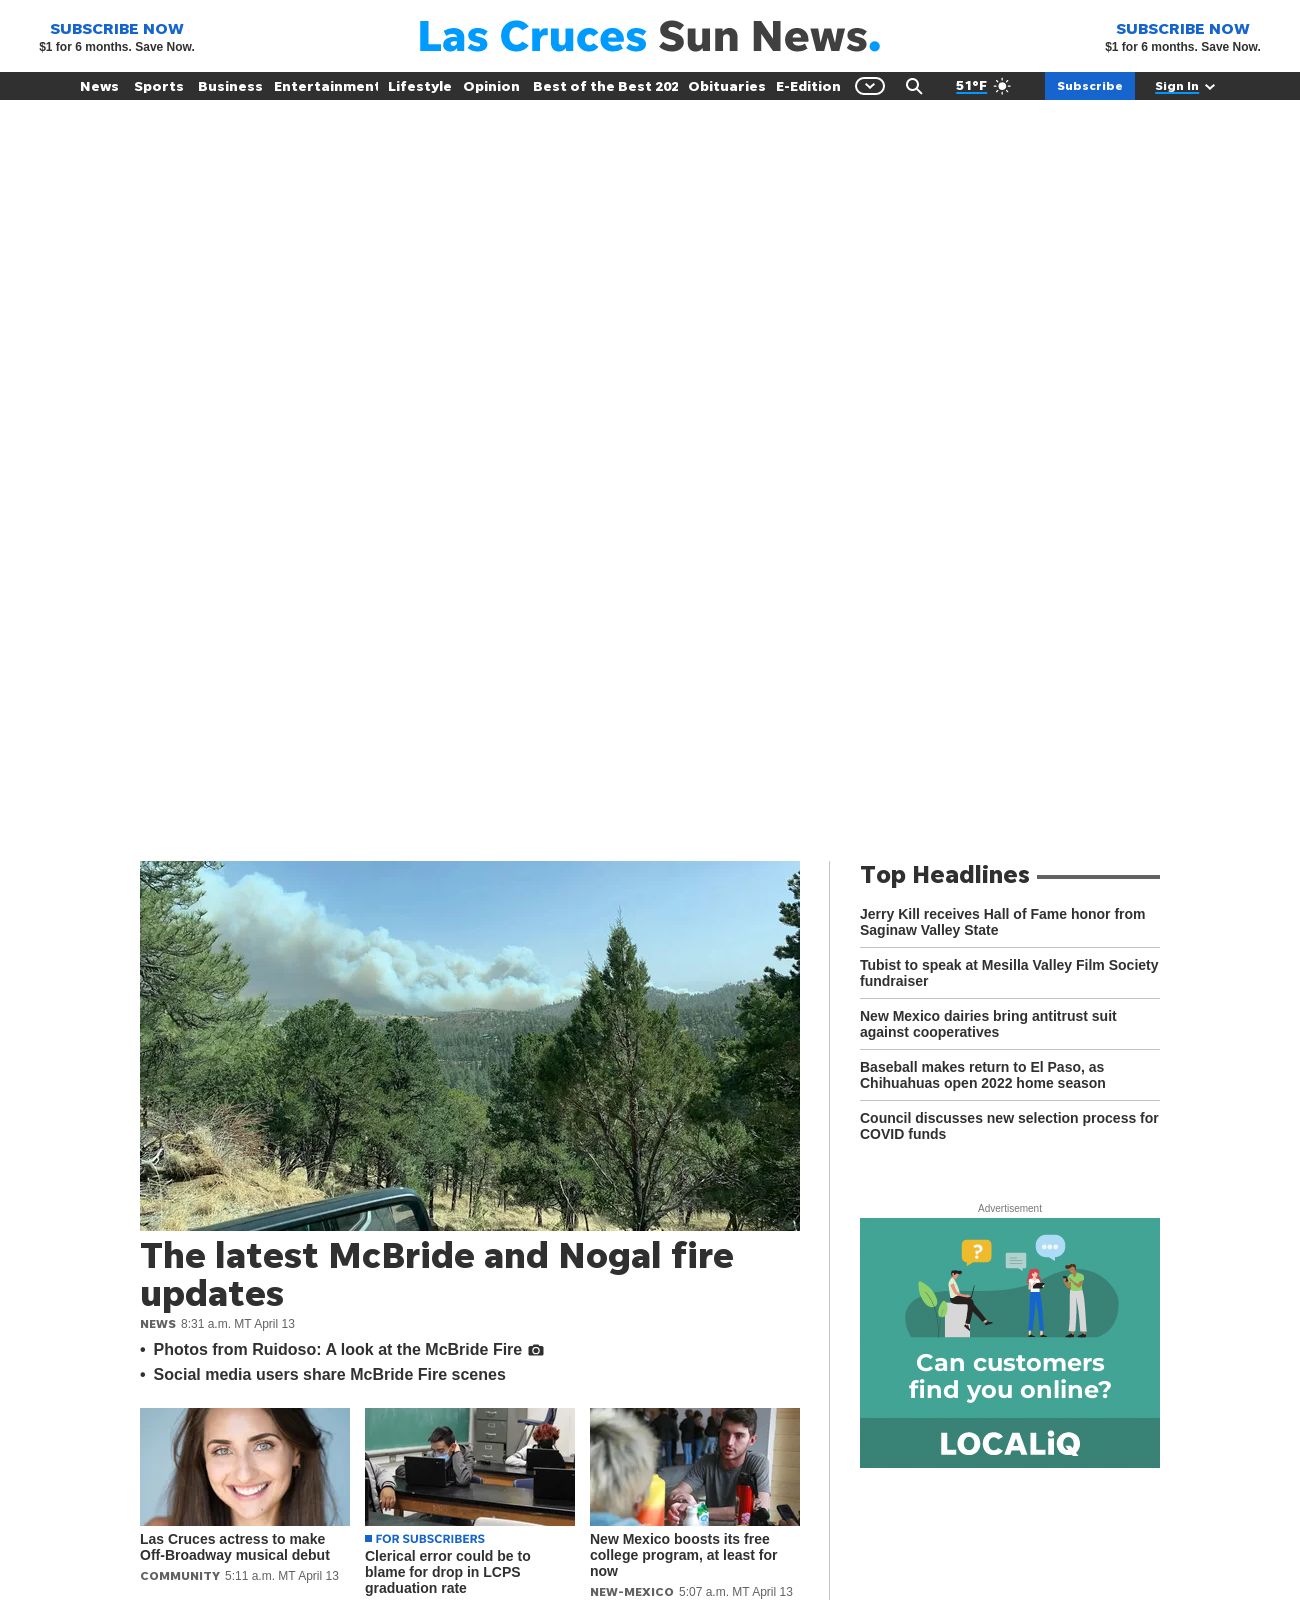 SUBSCRIBE NOW
$1 for 6 months. Save Now.
Las Cruces Sun News.
SUBSCRIBE NOW
$1 for 6 months. Save Now.
News Sports Business Entertainment Lifestyle Opinion Best of the Best 202 Obituaries E-Edition 51°F Subscribe Sign In
The latest McBride and Nogal fire
updates
NEWS 8:31 a.m. MT April 13
• Photos from Ruidoso: A look at the McBride Fire
• Social media users share McBride Fire scenes
Las Cruces actress to make
Off-Broadway musical debut
COMMUNITY 5:11 a.m. MT April 13
FOR SUBSCRIBERS
Clerical error could be to
blame for drop in LCPS
graduation rate
New Mexico boosts its free
college program, at least for
now
NEW-MEXICO 5:07 a.m. MT April 13
Top Headlines
Jerry Kill receives Hall of Fame honor from
Saginaw Valley State
Tubist to speak at Mesilla Valley Film Society
fundraiser
New Mexico dairies bring antitrust suit
against cooperatives
Baseball makes return to El Paso, as
Chihuahuas open 2022 home season
Council discusses new selection process for
COVID funds
Advertisement
?
Can customers
find you online?
LOCALiQ